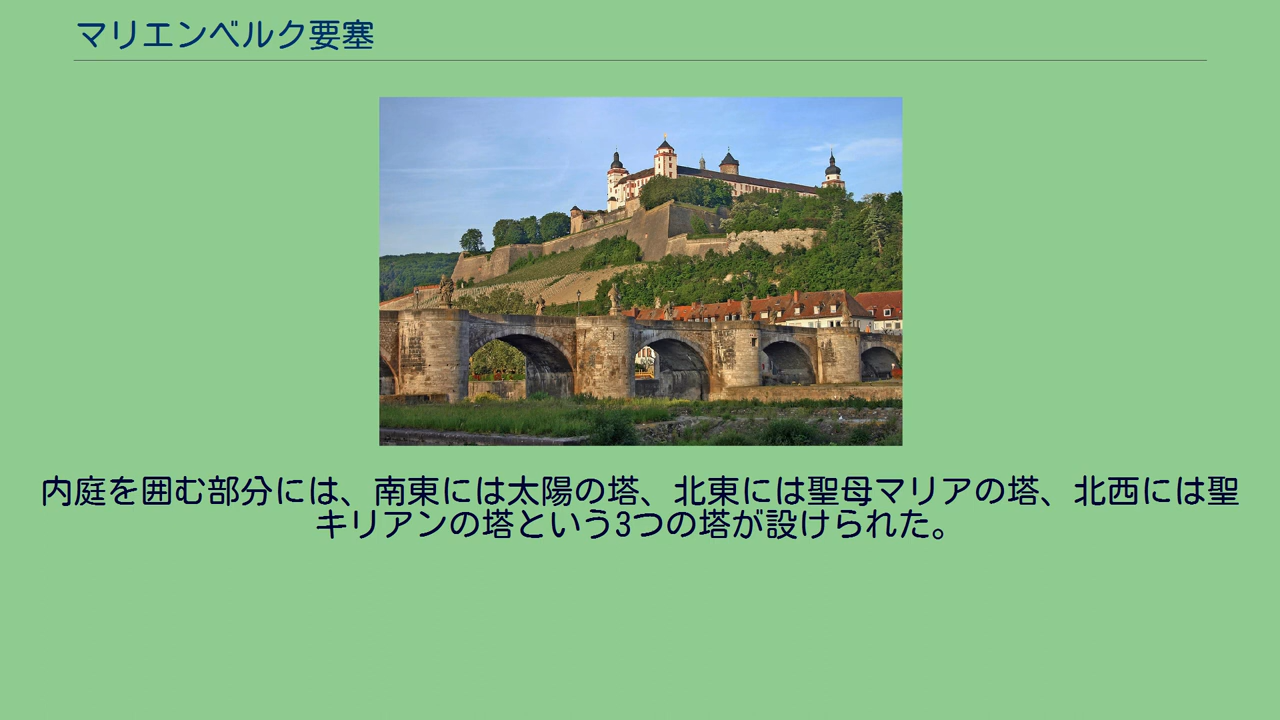 マリエンベルク要塞
内庭を囲む部分には、南東には太陽の塔、北東には聖母マリアの塔、北西には聖
キリアンの塔という3つの塔が設けられた。